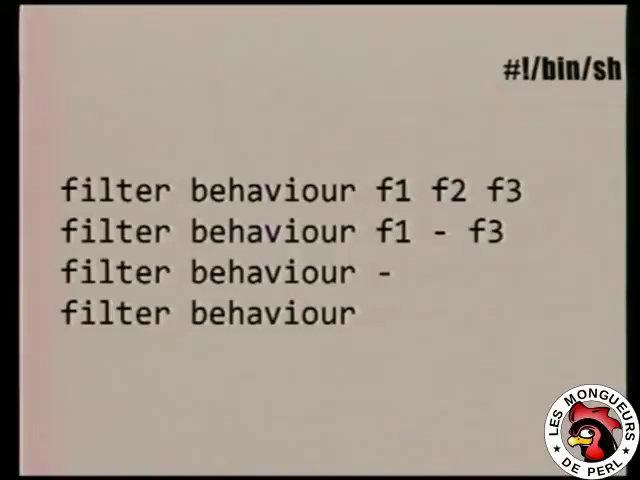 #!/bin/sh
filter behaviour f1 f2 f3
filter behaviour f1 - f3
filter behaviour -
filter behaviour
LES MONGUEURS
DE PERL